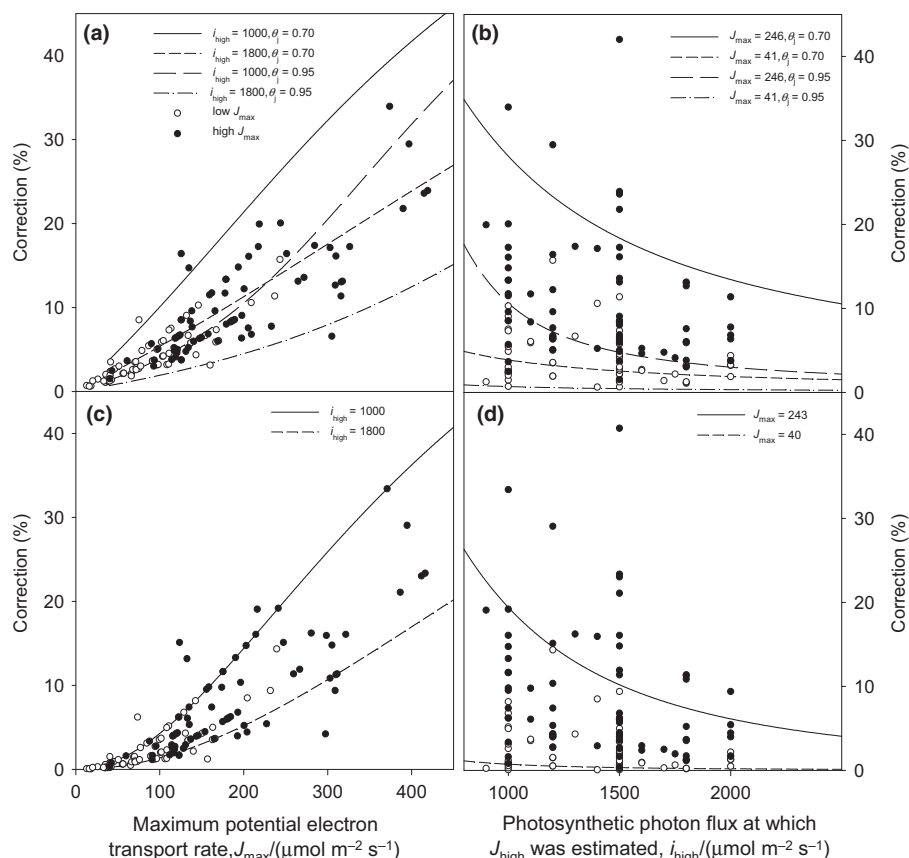 (a)
i_high = 1000,θ_j = 0.70
i_high = 1800,θ_j = 0.70
i_high = 1000,θ_j = 0.95
i_high = 1800,θ_j = 0.95
low J_max
high J_max
Correction (%)
40
30
20
10
0
(b)
J_max = 246,θ_j = 0.70
J_max = 41,θ_j = 0.70
J_max = 246,θ_j = 0.95
J_max = 41,θ_j = 0.95
Correction (%)
40
30
20
10
0
(c)
i_high = 1000
i_high = 1800
Correction (%)
40
30
20
10
0
0 100 200 300 400
Maximum potential electron
transport rate,J_max/(μmol m⁻² s⁻¹)
(d)
J_max = 243
J_max = 40
Correction (%)
40
30
20
10
0
1000 1500 2000
Photosynthetic photon flux at which
J_high was estimated, i_high/(μmol m⁻² s⁻¹)